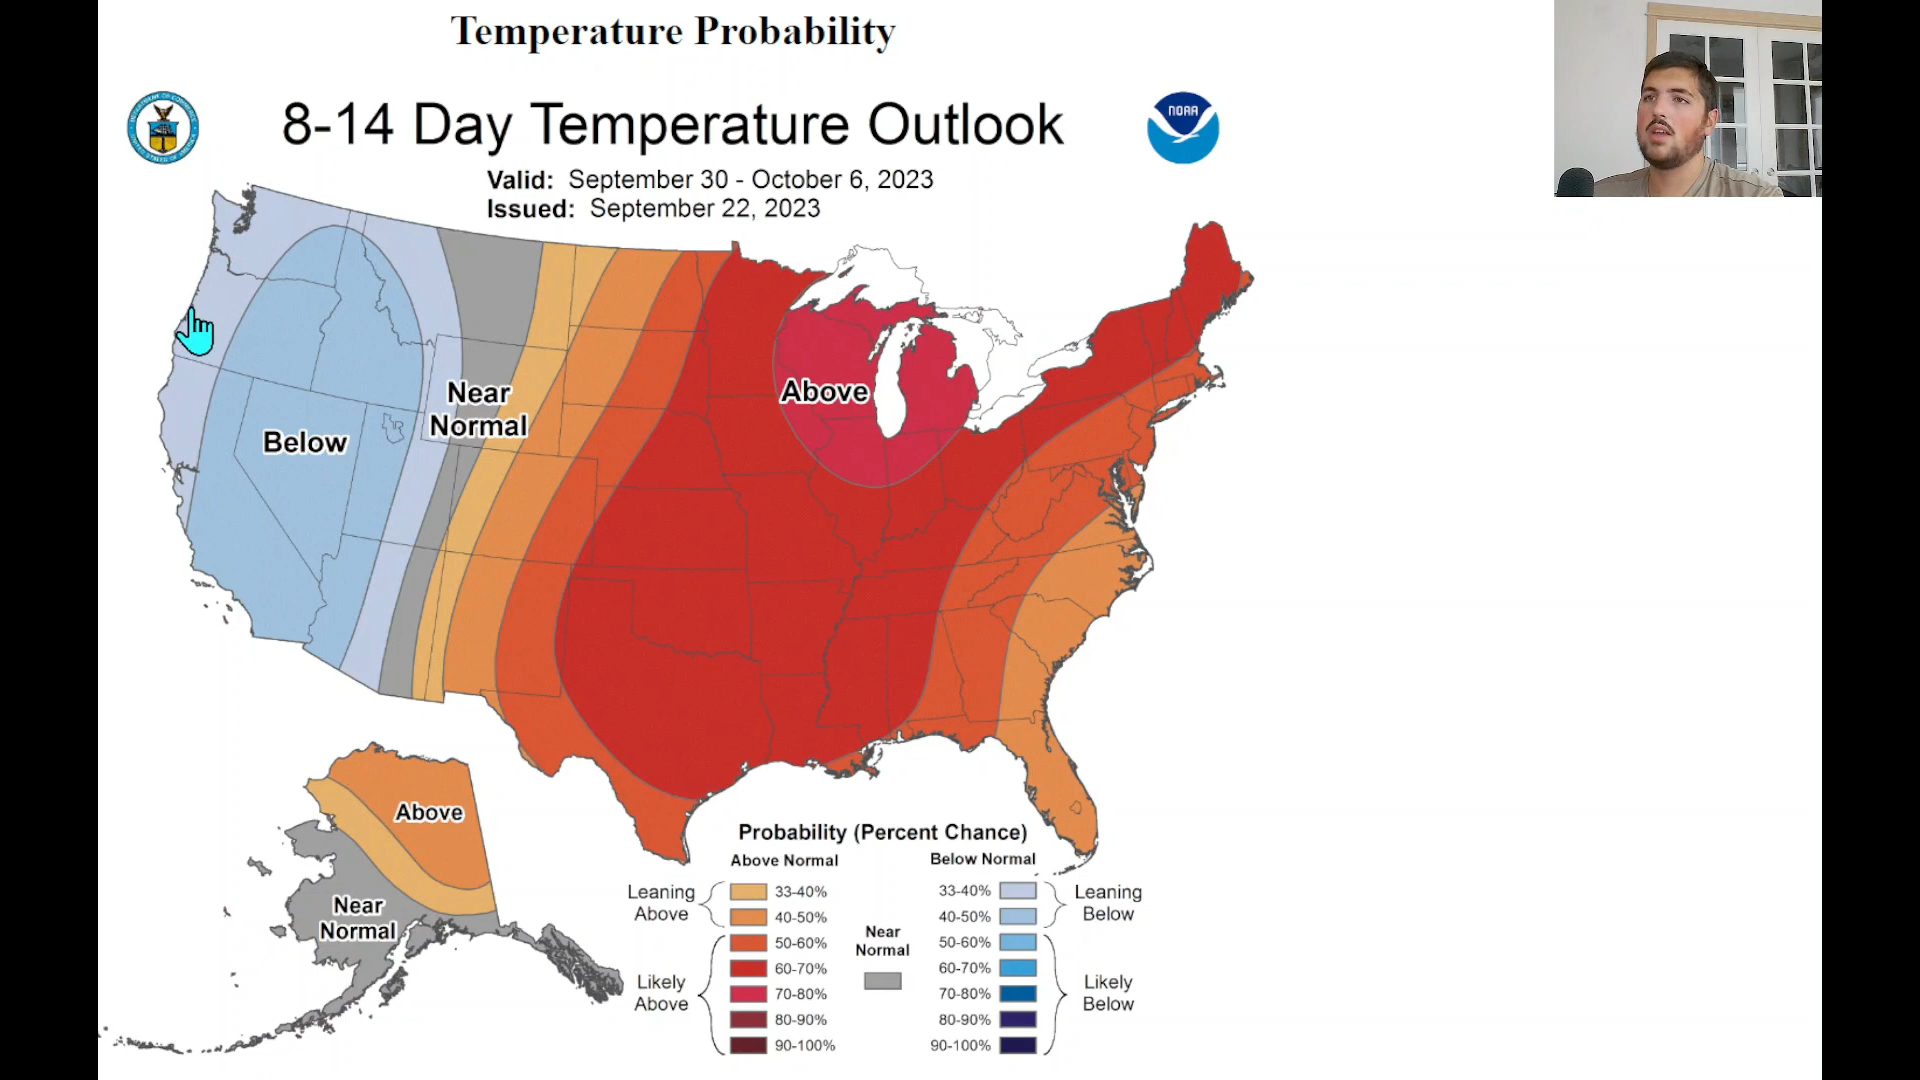 Temperature Probability
8-14 Day Temperature Outlook
NOAA
Valid: September 30 - October 6, 2023
Issued: September 22, 2023
Near
Normal
Above
Below
Above
Near
Normal
Probability (Percent Chance)
Above Normal
Below Normal
Leaning
Above
33-40%
40-50%
Likely
Above
50-60%
60-70%
70-80%
80-90%
90-100%
Near
Normal
33-40%
40-50%
Leaning
Below
50-60%
60-70%
70-80%
80-90%
90-100%
Likely
Below